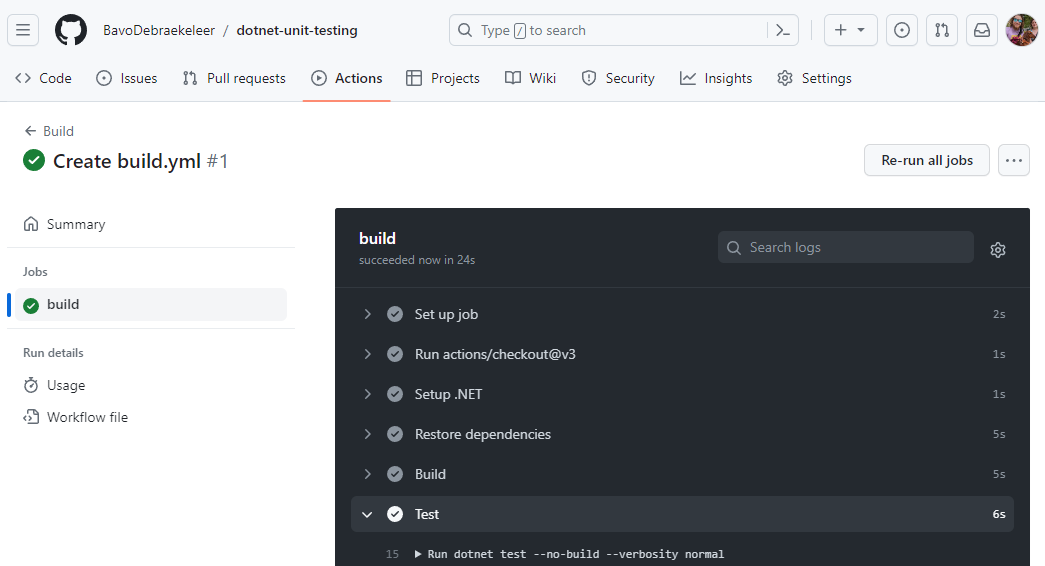 BavoDebraekeleer / dotnet-unit-testing
Type / to search
Code Issues Pull requests Actions Projects Wiki Security Insights Settings
Build
Create build.yml #1
Re-run all jobs
Summary
Jobs
build
Run details
Usage
Workflow file
build
succeeded now in 24s
Search logs
Set up job 2s
Run actions/checkout@v3 1s
Setup .NET 1s
Restore dependencies 5s
Build 5s
Test 6s
15 Run dotnet test --no-build --verbosity normal